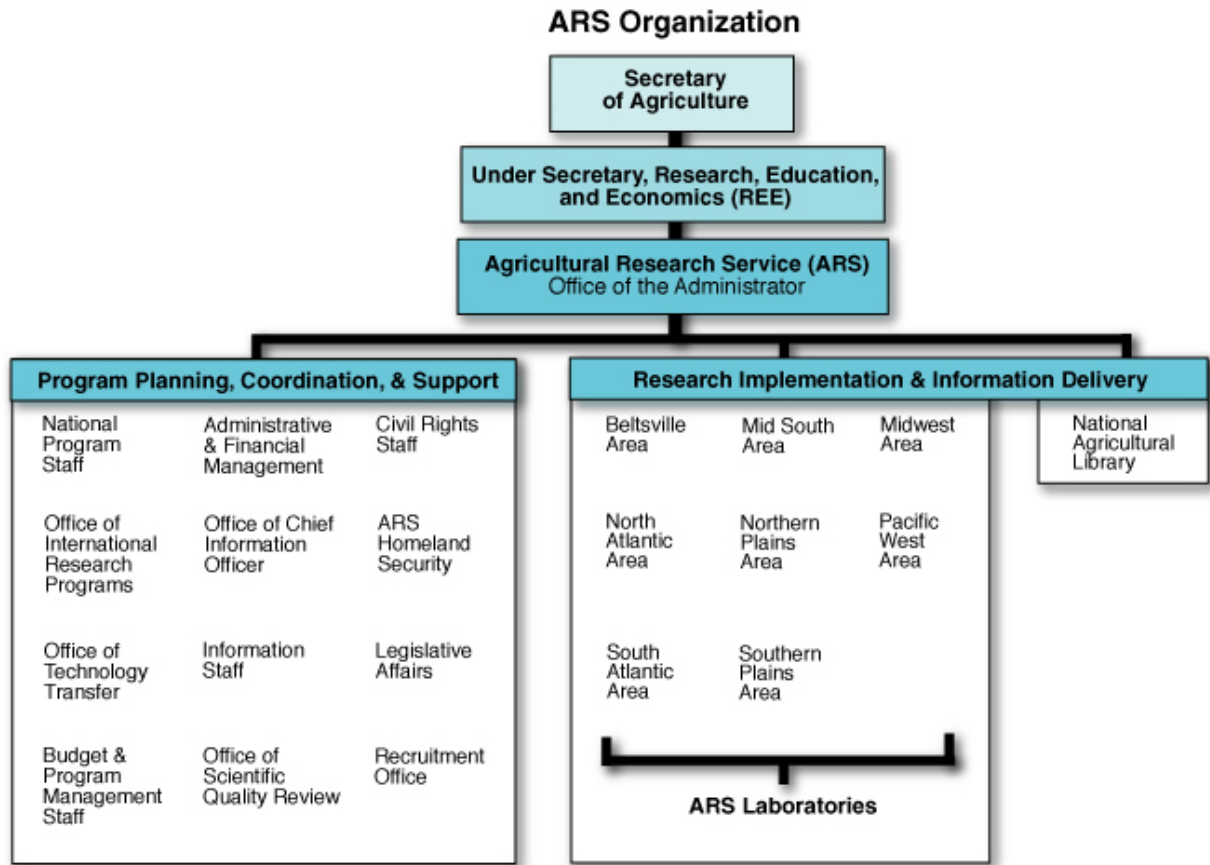 ARS Organization
Secretary
of Agriculture
Under Secretary, Research, Education,
and Economics (REE)
Agricultural Research Service (ARS)
Office of the Administrator
Program Planning, Coordination, & Support
National
Program
Staff
Administrative
& Financial
Management
Civil Rights
Staff
Office of
International
Research
Programs
Office of Chief
Information
Officer
ARS
Homeland
Security
Office of
Technology
Transfer
Information
Staff
Legislative
Affairs
Budget &
Program
Management
Staff
Office of
Scientific
Quality Review
Recruitment
Office
Research Implementation & Information Delivery
Beltsville
Area
Mid South
Area
Midwest
Area
North
Atlantic
Area
Northern
Plains
Area
Pacific
West
Area
South
Atlantic
Area
Southern
Plains
Area
ARS Laboratories
National
Agricultural
Library